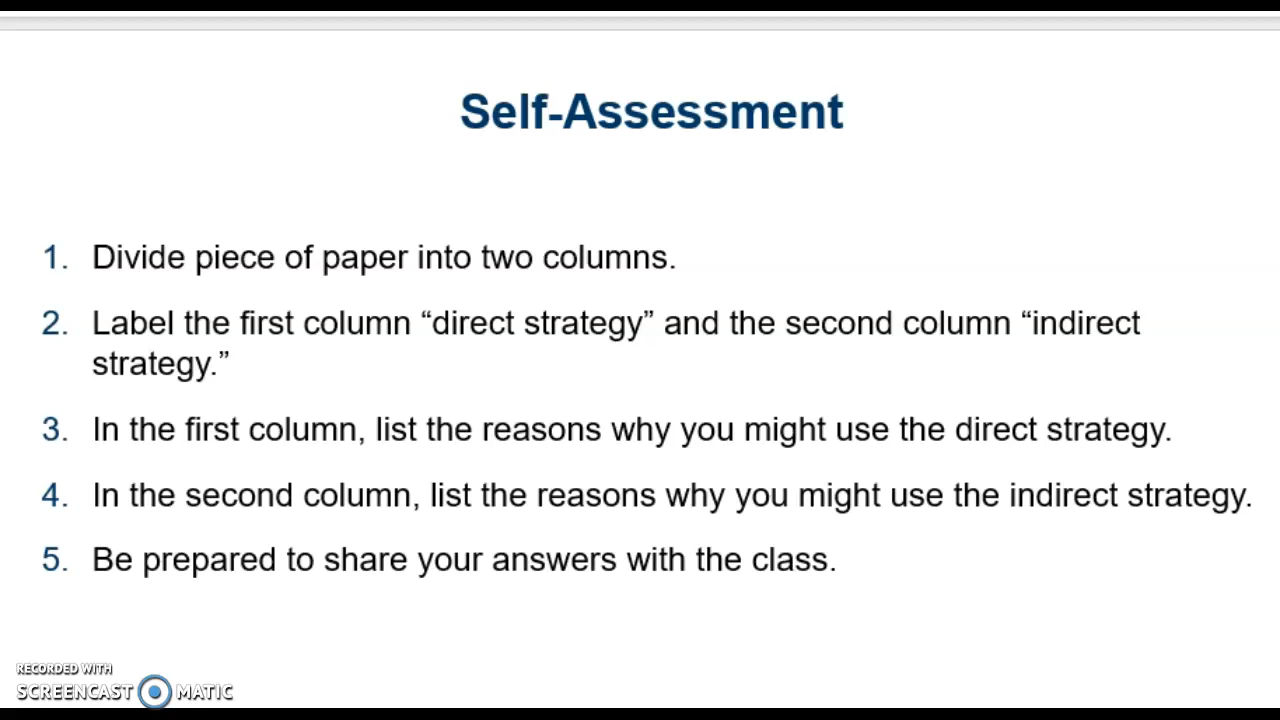 Self-Assessment
1. Divide piece of paper into two columns.
2. Label the first column “direct strategy” and the second column “indirect
strategy.”
3. In the first column, list the reasons why you might use the direct strategy.
4. In the second column, list the reasons why you might use the indirect strategy.
5. Be prepared to share your answers with the class.
RECORDED WITH
SCREENCAST MATIC